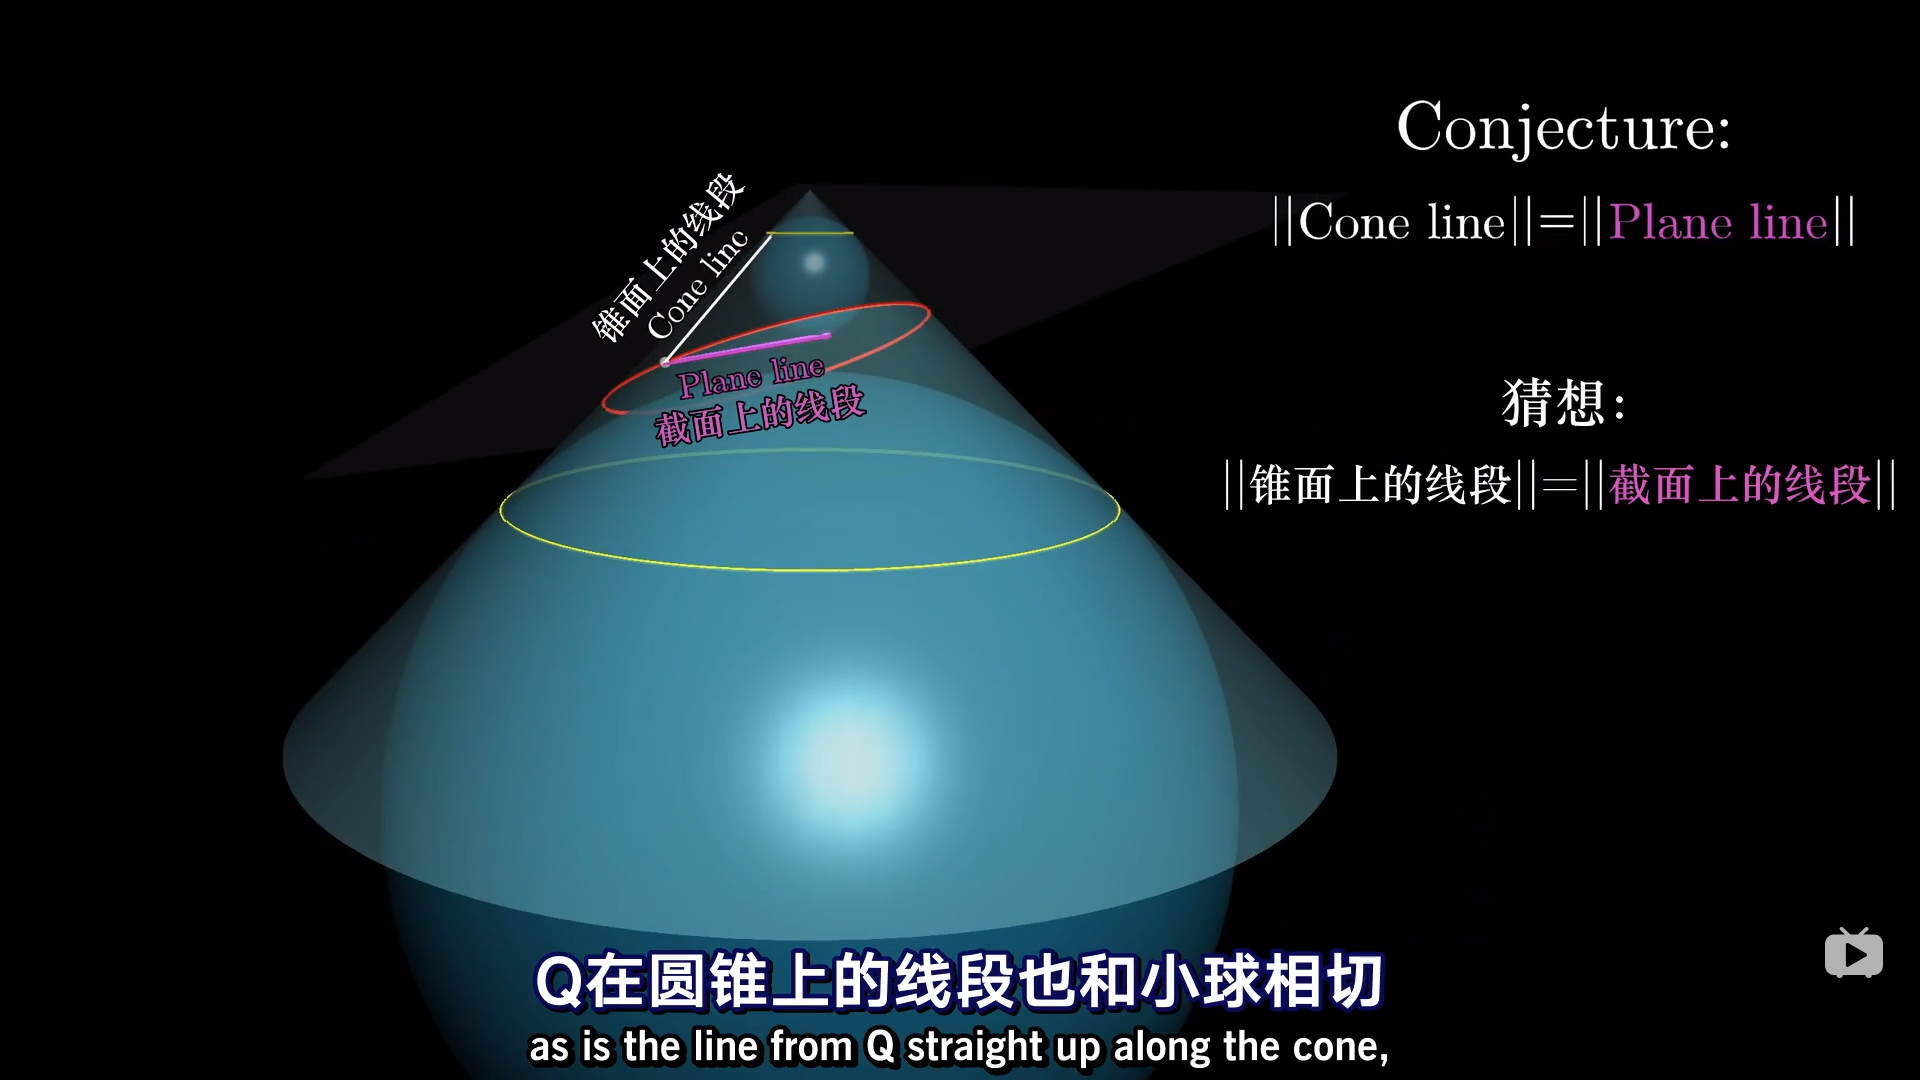 Conjecture:
||Cone line||=||Plane line||
锥面上的线段
Cone line
Plane line
截面上的线段
猜想：
||锥面上的线段||=||截面上的线段||
Q在圆锥上的线段也和小球相切
as is the line from Q straight up along the cone,